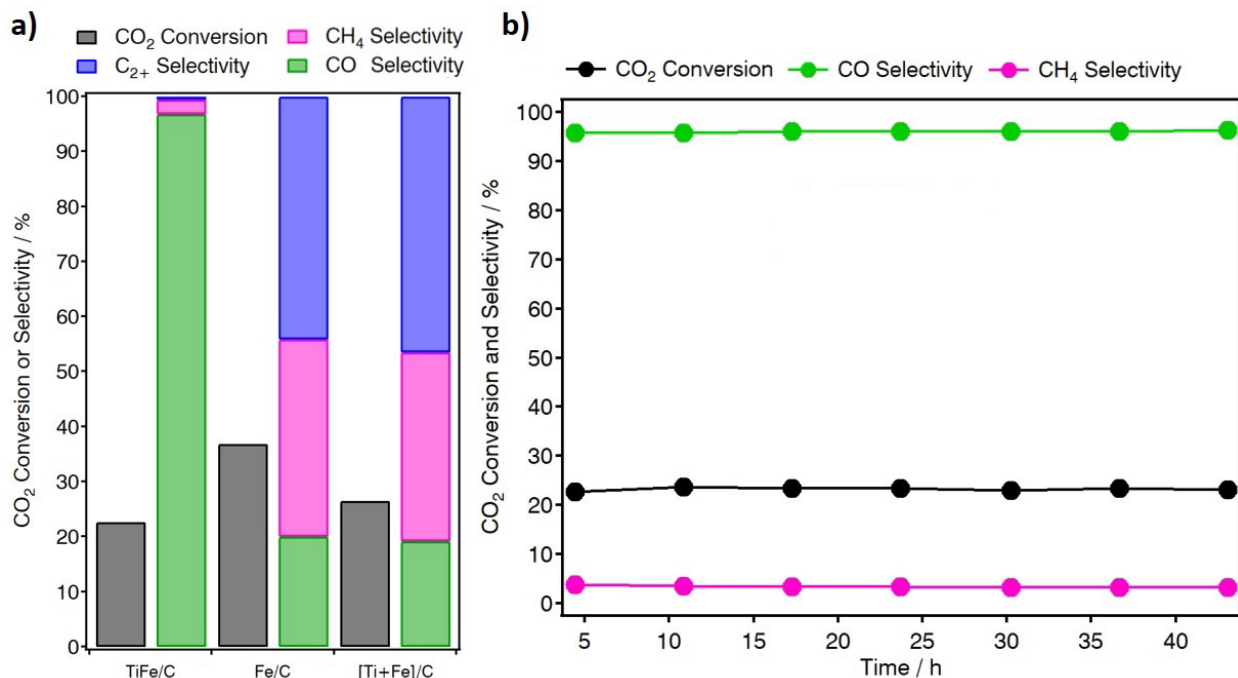 a)
CO₂ Conversion
CH₄ Selectivity
C₂₊ Selectivity
CO Selectivity
CO₂ Conversion or Selectivity / %
100
90
80
70
60
50
40
30
20
10
0
TiFe/C
Fe/C
[Ti+Fe]/C
b)
CO₂ Conversion
CO Selectivity
CH₄ Selectivity
CO₂ Conversion and Selectivity / %
100
90
80
70
60
50
40
30
20
10
0
5
10
15
20
25
30
35
40
Time / h